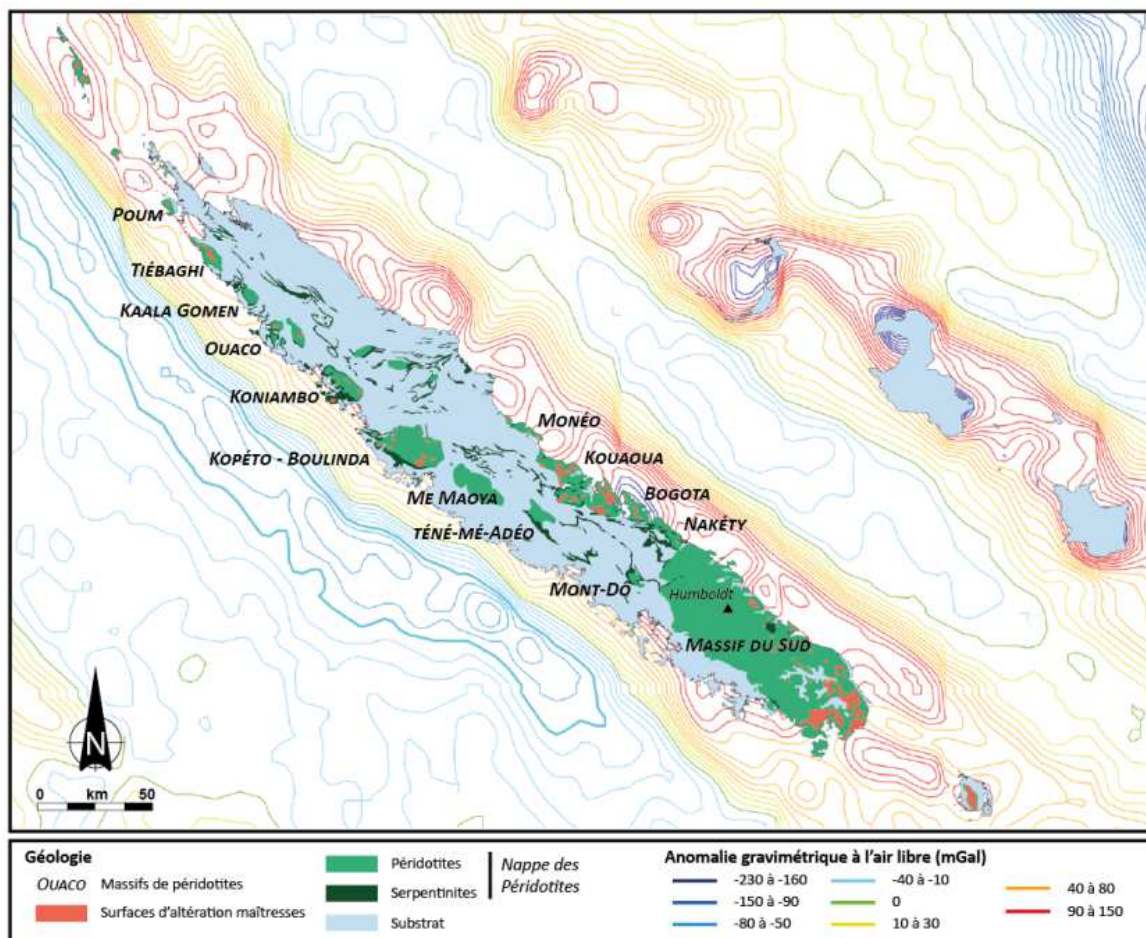 POUM
TIÉBAGHI
KAALA GOMEN
OUACO
KONIAMBO
MONÉO
KOPÉTO - BOULINDA
KOUAOUA
ME MAOYA
BOGOTA
NAKÉTY
TÉNÉ-MÉ-ADÉO
MONT-DÔ
Humboldt
MASSIF DU SUD
N
0 km 50
Géologie
OUACO Massifs de péridotites
Surfaces d'altération maîtresses
Péridotites
Serpentinites
Substrat
Nappe des
Péridotites
Anomalie gravimétrique à l'air libre (mGal)
-230 à -160
-150 à -90
-80 à -50
-40 à -10
0
10 à 30
40 à 80
90 à 150